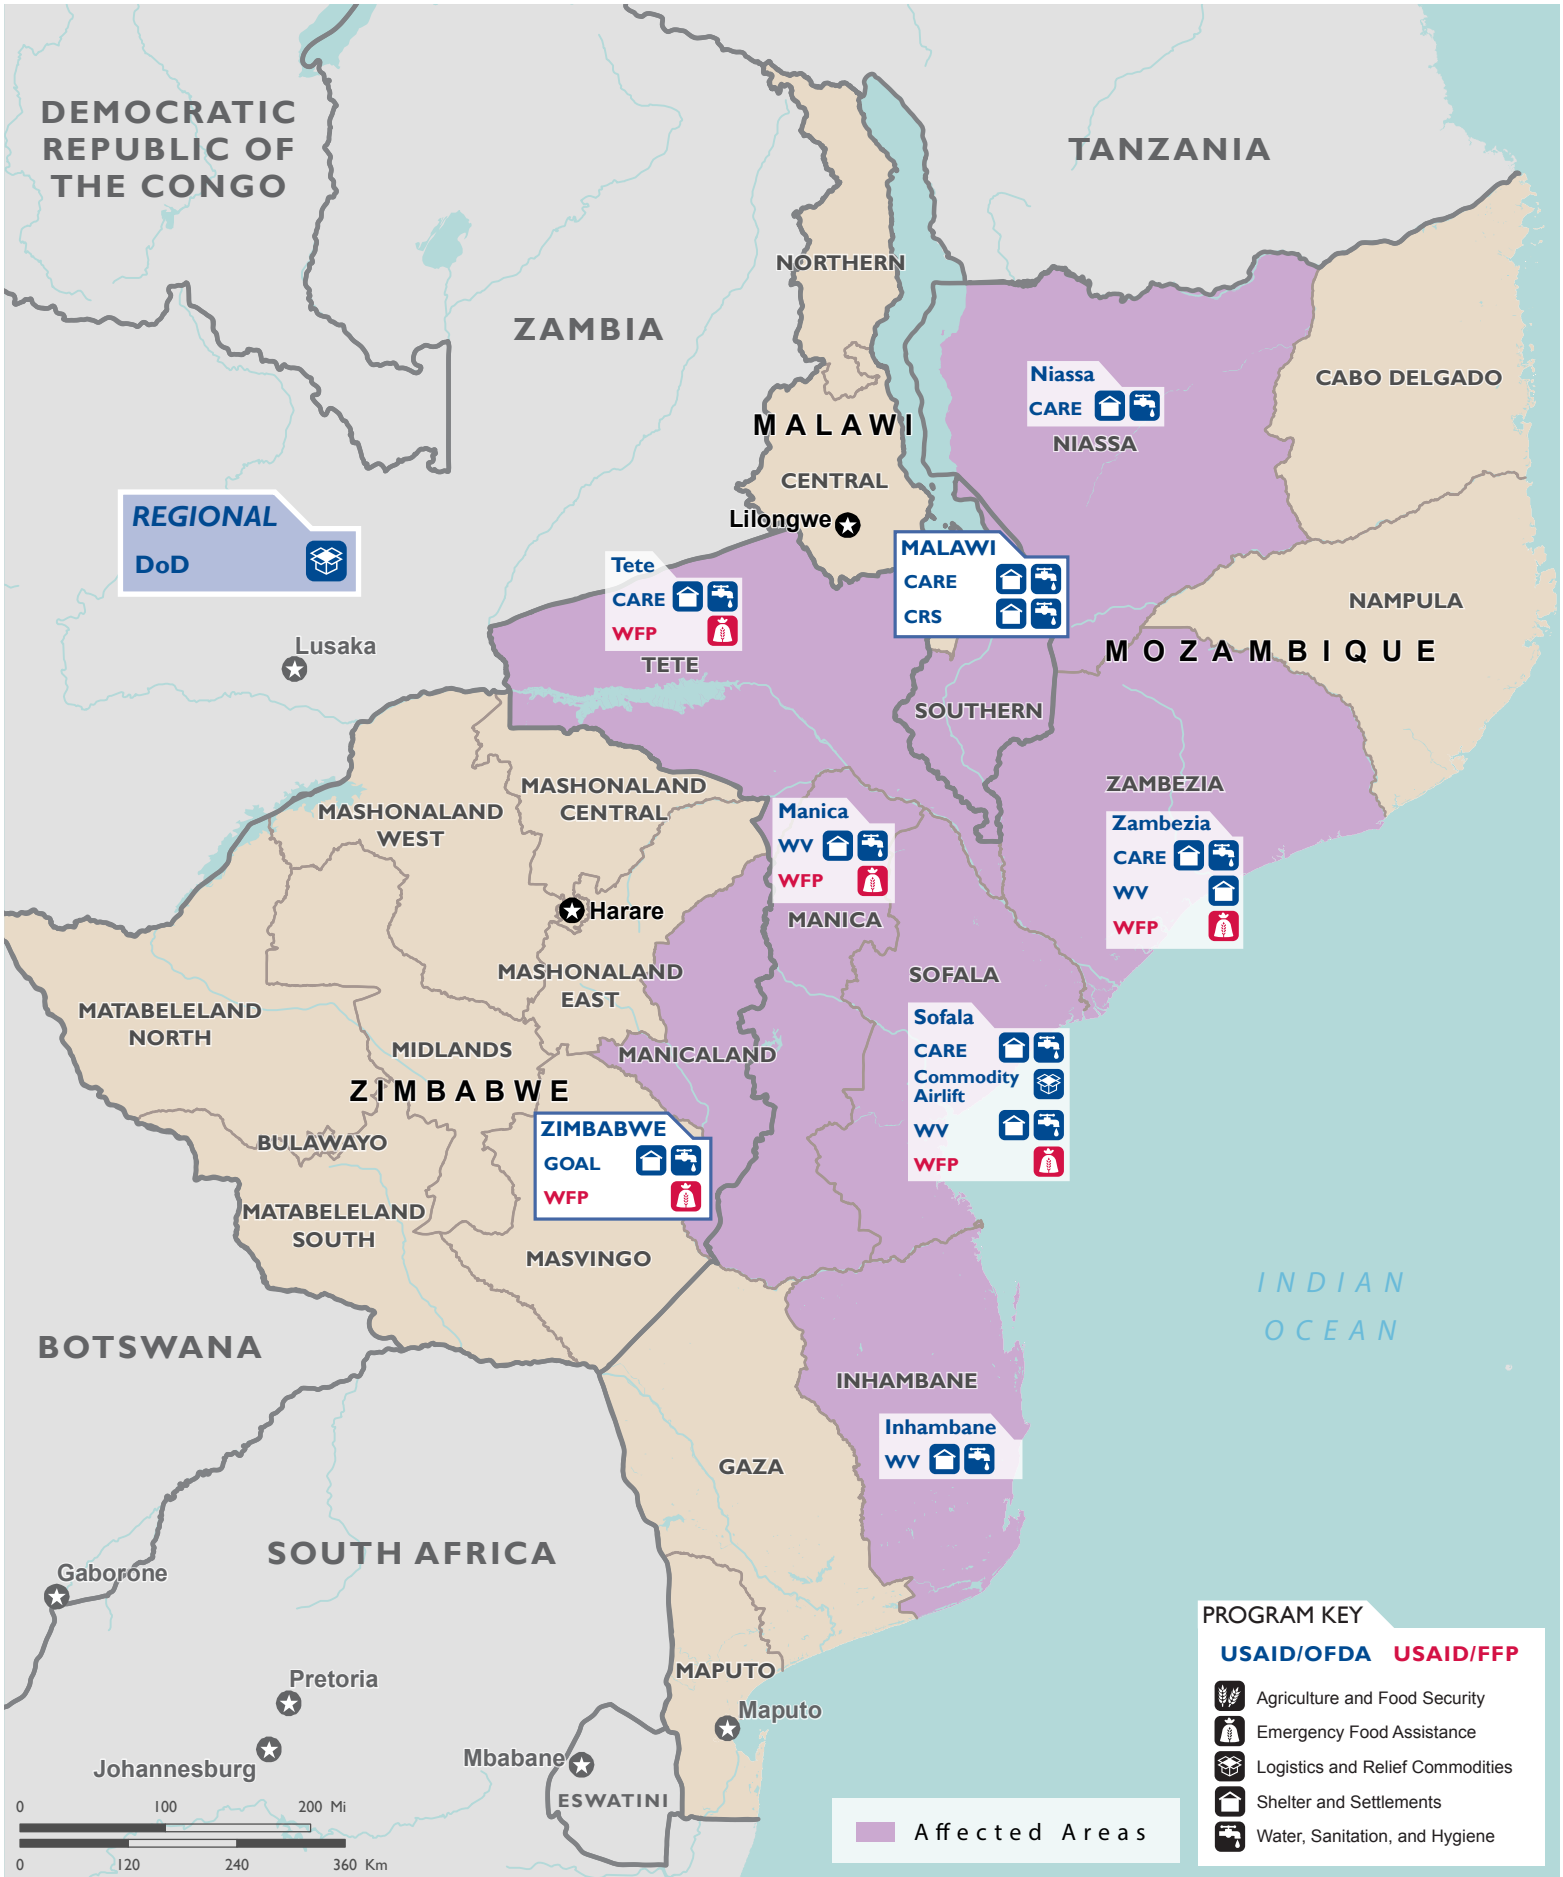 DEMOCRATIC
REPUBLIC OF
THE CONGO
TANZANIA
NORTHERN
ZAMBIA
Niassa
CARE
NIASSA
CABO DELGADO
MALAWI
CENTRAL
Lilongwe
REGIONAL
DoD
Tete
CARE
WFP
TETE
MALAWI
CARE
CRS
NAMPULA
MOZAMBIQUE
Lusaka
SOUTHERN
MASHONALAND
CENTRAL
MASHONALAND
WEST
ZAMBEZIA
Manica
WV
WFP
MANICA
Zambezia
CARE
WV
WFP
Harare
MASHONALAND
EAST
SOFALA
MATABELELAND
NORTH
Sofala
CARE
Commodity
Airlift
WV
WFP
MIDLANDS
MANICALAND
ZIMBABWE
ZIMBABWE
GOAL
WFP
BULAWAYO
MATABELELAND
SOUTH
MASVINGO
INDIAN
OCEAN
BOTSWANA
INHAMBANE
Inhambane
WV
GAZA
SOUTH AFRICA
Gaborone
Pretoria
Johannesburg
MAPUTO
Maputo
Mbabane
ESWATINI
0 100 200 Mi
0 120 240 360 Km
Affected Areas
PROGRAM KEY
USAID/OFDA USAID/FFP
Agriculture and Food Security
Emergency Food Assistance
Logistics and Relief Commodities
Shelter and Settlements
Water, Sanitation, and Hygiene